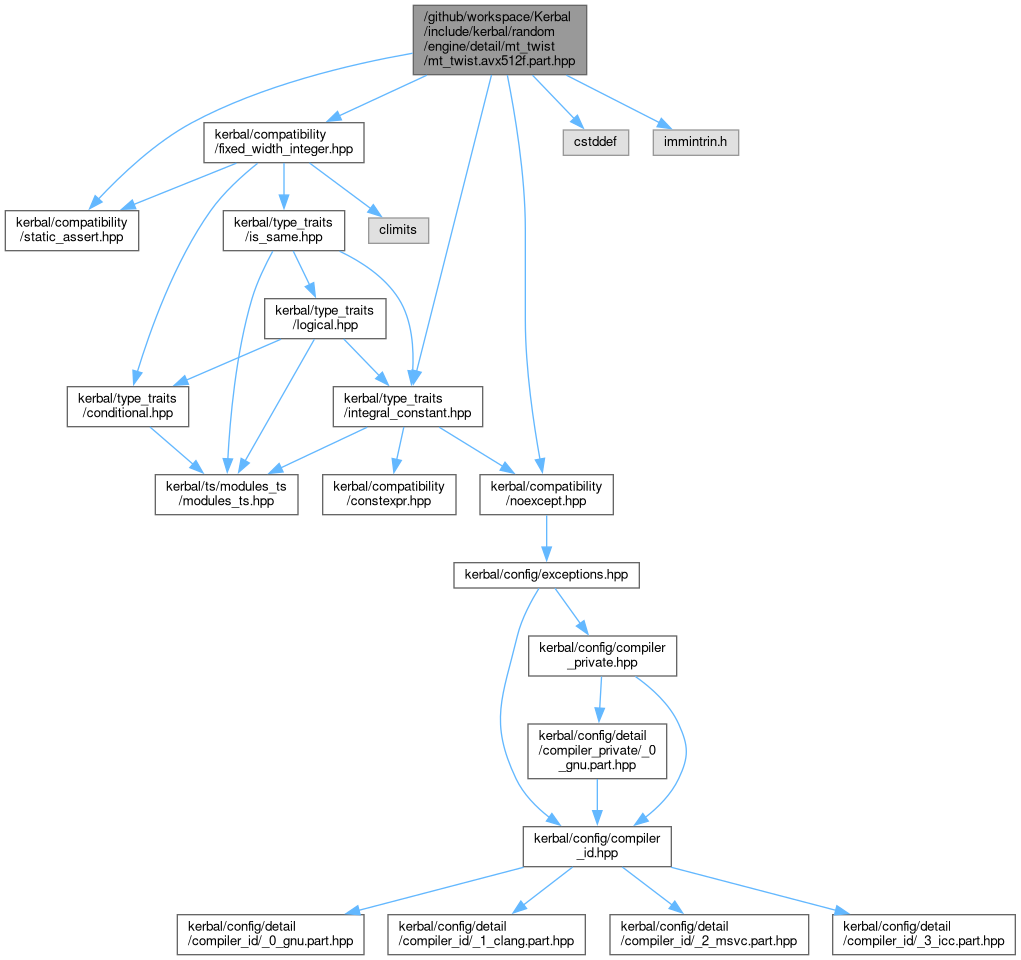 /github/workspace/Kerbal
/include/kerbal/random
/engine/detail/mt_twist
/mt_twist.avx512f.part.hpp
kerbal/compatibility
/fixed_width_integer.hpp
cstddef
immintrin.h
kerbal/compatibility
/static_assert.hpp
kerbal/type_traits
/is_same.hpp
climits
kerbal/type_traits
/logical.hpp
kerbal/type_traits
/conditional.hpp
kerbal/type_traits
/integral_constant.hpp
kerbal/ts/modules_ts
/modules_ts.hpp
kerbal/compatibility
/constexpr.hpp
kerbal/compatibility
/noexcept.hpp
kerbal/config/exceptions.hpp
kerbal/config/compiler
_private.hpp
kerbal/config/detail
/compiler_private/_0
_gnu.part.hpp
kerbal/config/compiler
_id.hpp
kerbal/config/detail
/compiler_id/_0_gnu.part.hpp
kerbal/config/detail
/compiler_id/_1_clang.part.hpp
kerbal/config/detail
/compiler_id/_2_msvc.part.hpp
kerbal/config/detail
/compiler_id/_3_icc.part.hpp